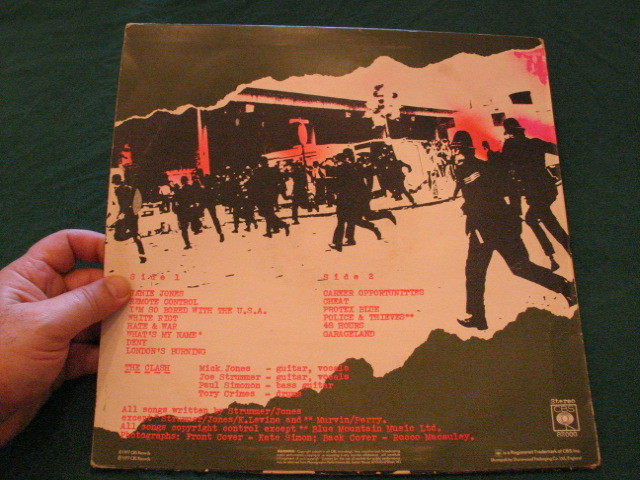 Side 1
JANIE JONES
REMOTE CONTROL
I'M SO BORED WITH THE U.S.A.
WHITE RIOT
HATE & WAR
WHAT'S MY NAME*
DENY
LONDON'S BURNING
Side 2
CAREER OPPORTUNITIES
CHEAT
PROTEX BLUE
POLICE & THIEVES**
48 HOURS
GARAGELAND
THE CLASH
Mick Jones - guitar, vocals
Joe Strummer - guitar, vocals
Paul Simonon - bass guitar
Tory Crimes - drums
All songs written by Strummer/Jones
except *Strummer/Jones/K.Levine and** Murvin/Perry.
All songs copyright control except** Blue Mountain Music Ltd.
Photographs; Front Cover - Kate Simon; Back Cover - Rocco Macauley.
Stereo
CBS
82000